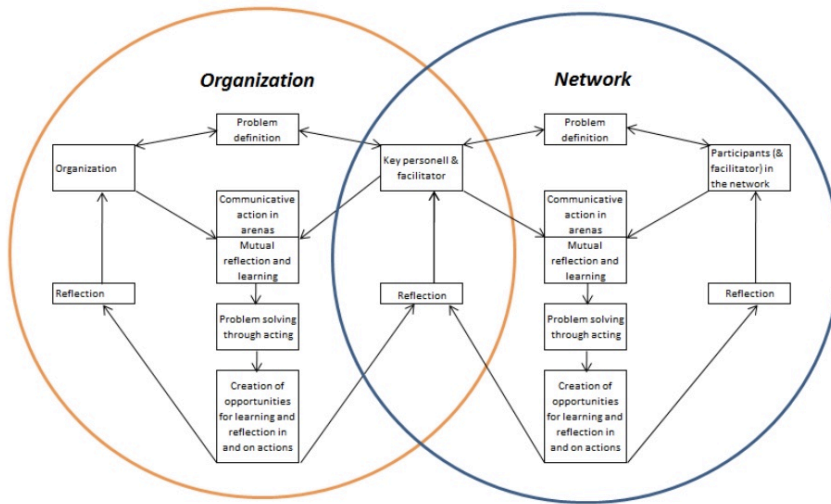 Organization
Network
Problem
definition
Problem
definition
Organization
Key personell &
facilitator
Participants (&
facilitator) in
the network
Communicative
action in
arenas
Mutual
reflection and
learning
Communicative
action in
arenas
Mutual
reflection and
learning
Reflection
Reflection
Reflection
Problem solving
through acting
Problem solving
through acting
Creation of
opportunities
for learning and
reflection in
and on actions
Creation of
opportunities
for learning and
reflection in
and on actions